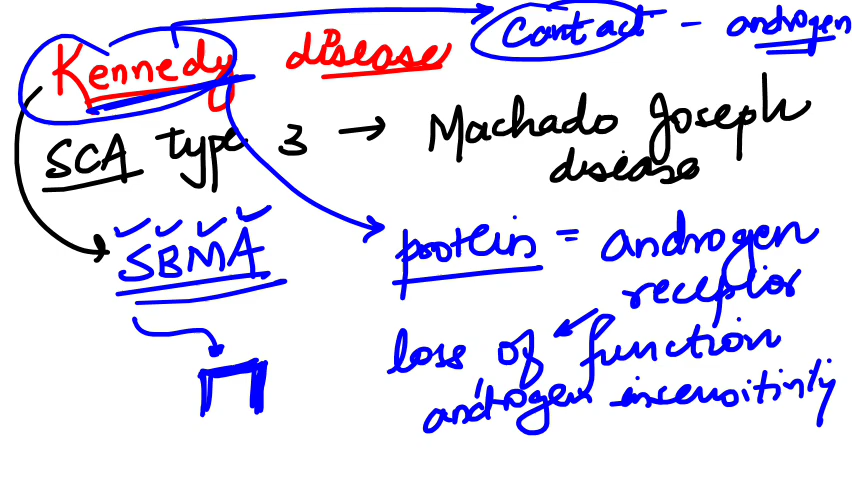 Kennedy disease Contact - androgen
SCA type 3 → Machado Joseph
disease
SBMA protein = androgen
receptor
loss of function
androgen insensitivity